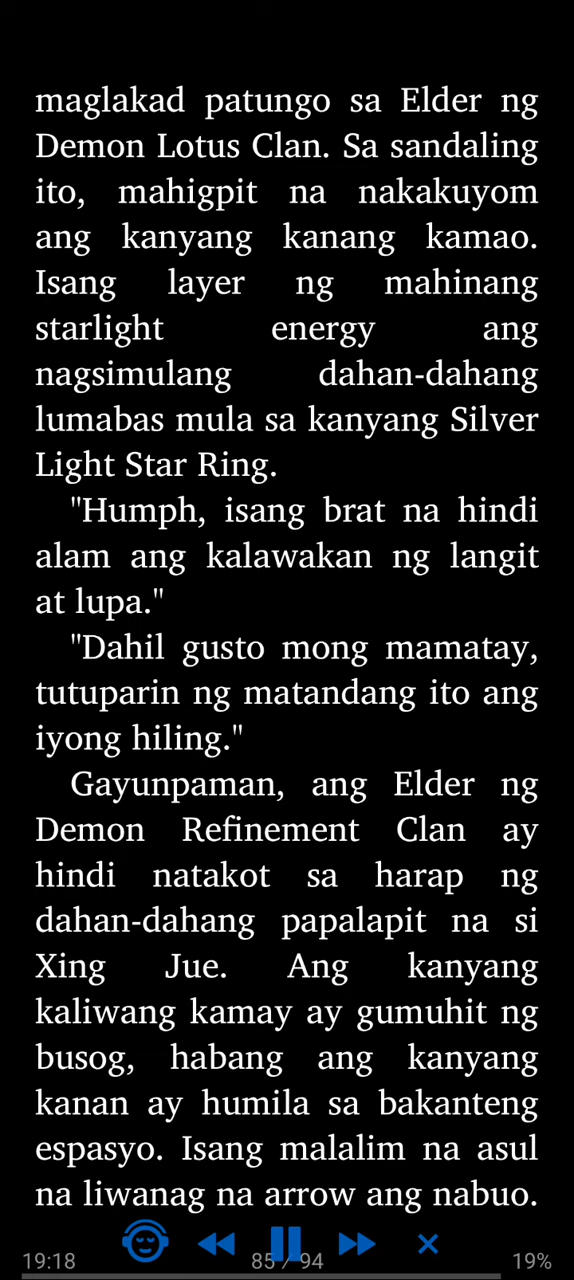 maglakad patungo sa Elder ng
Demon Lotus Clan. Sa sandaling
ito, mahigpit na nakakuyom
ang kanyang kanang kamao.
Isang layer ng mahinang
starlight energy ang
nagsimulang dahan-dahang
lumabas mula sa kanyang Silver
Light Star Ring.
"Humph, isang brat na hindi
alam ang kalawakan ng langit
at lupa."
"Dahil gusto mong mamatay,
tutuparin ng matandang ito ang
iyong hiling."
Gayunpaman, ang Elder ng
Demon Refinement Clan ay
hindi natakot sa harap ng
dahan-dahang papalapit na si
Xing Jue. Ang kanyang
kaliwang kamay ay gumuhit ng
busog, habang ang kanyang
kanan ay humila sa bakanteng
espasyo. Isang malalim na asul
na liwanag na arrow ang nabuo.
19:18 85 / 94 19%